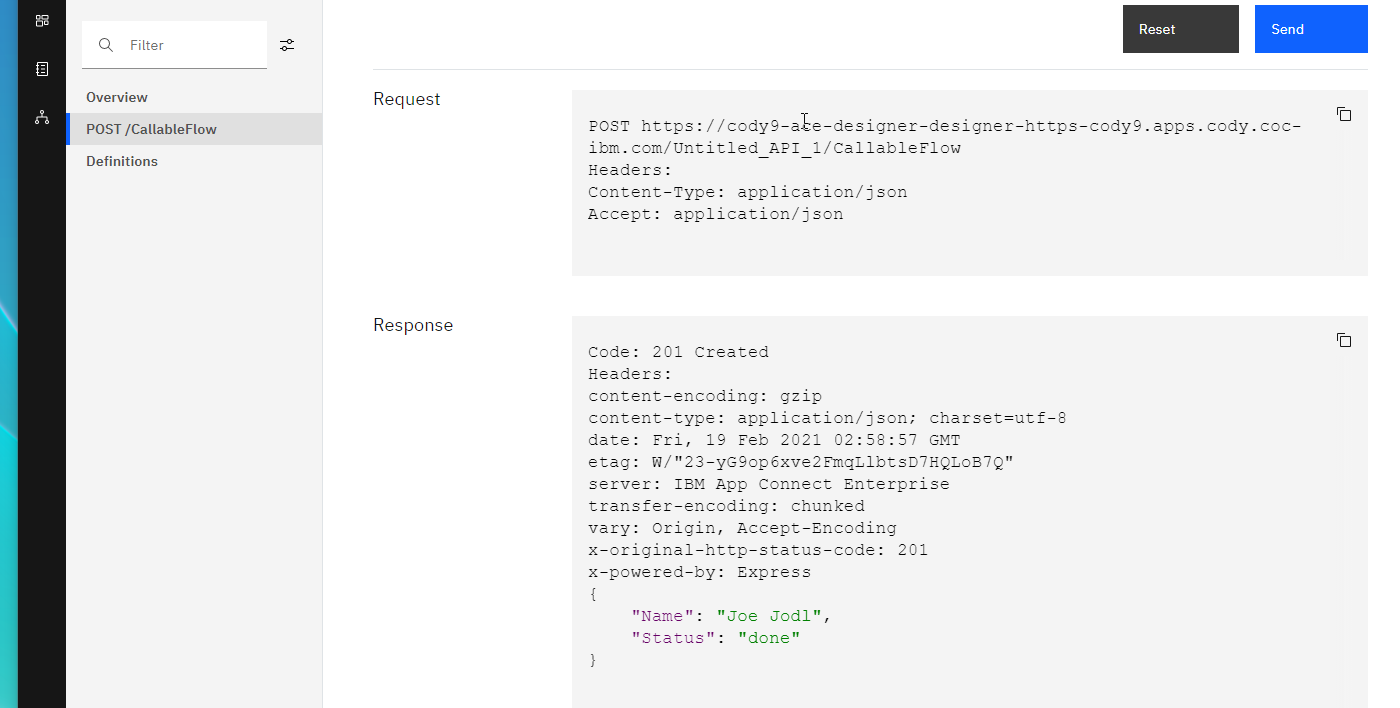 Reset
Send
Filter
Overview
POST /CallableFlow
Definitions
Request
POST https://cody9-ace-designer-designer-https-cody9.apps.cody.coc-
ibm.com/Untitled_API_1/CallableFlow
Headers:
Content-Type: application/json
Accept: application/json
Response
Code: 201 Created
Headers:
content-encoding: gzip
content-type: application/json; charset=utf-8
date: Fri, 19 Feb 2021 02:58:57 GMT
etag: W/"23-yG9op6xve2FmqLlbtsD7HQLoB7Q"
server: IBM App Connect Enterprise
transfer-encoding: chunked
vary: Origin, Accept-Encoding
x-original-http-status-code: 201
x-powered-by: Express
{
    "Name": "Joe Jodl",
    "Status": "done"
}